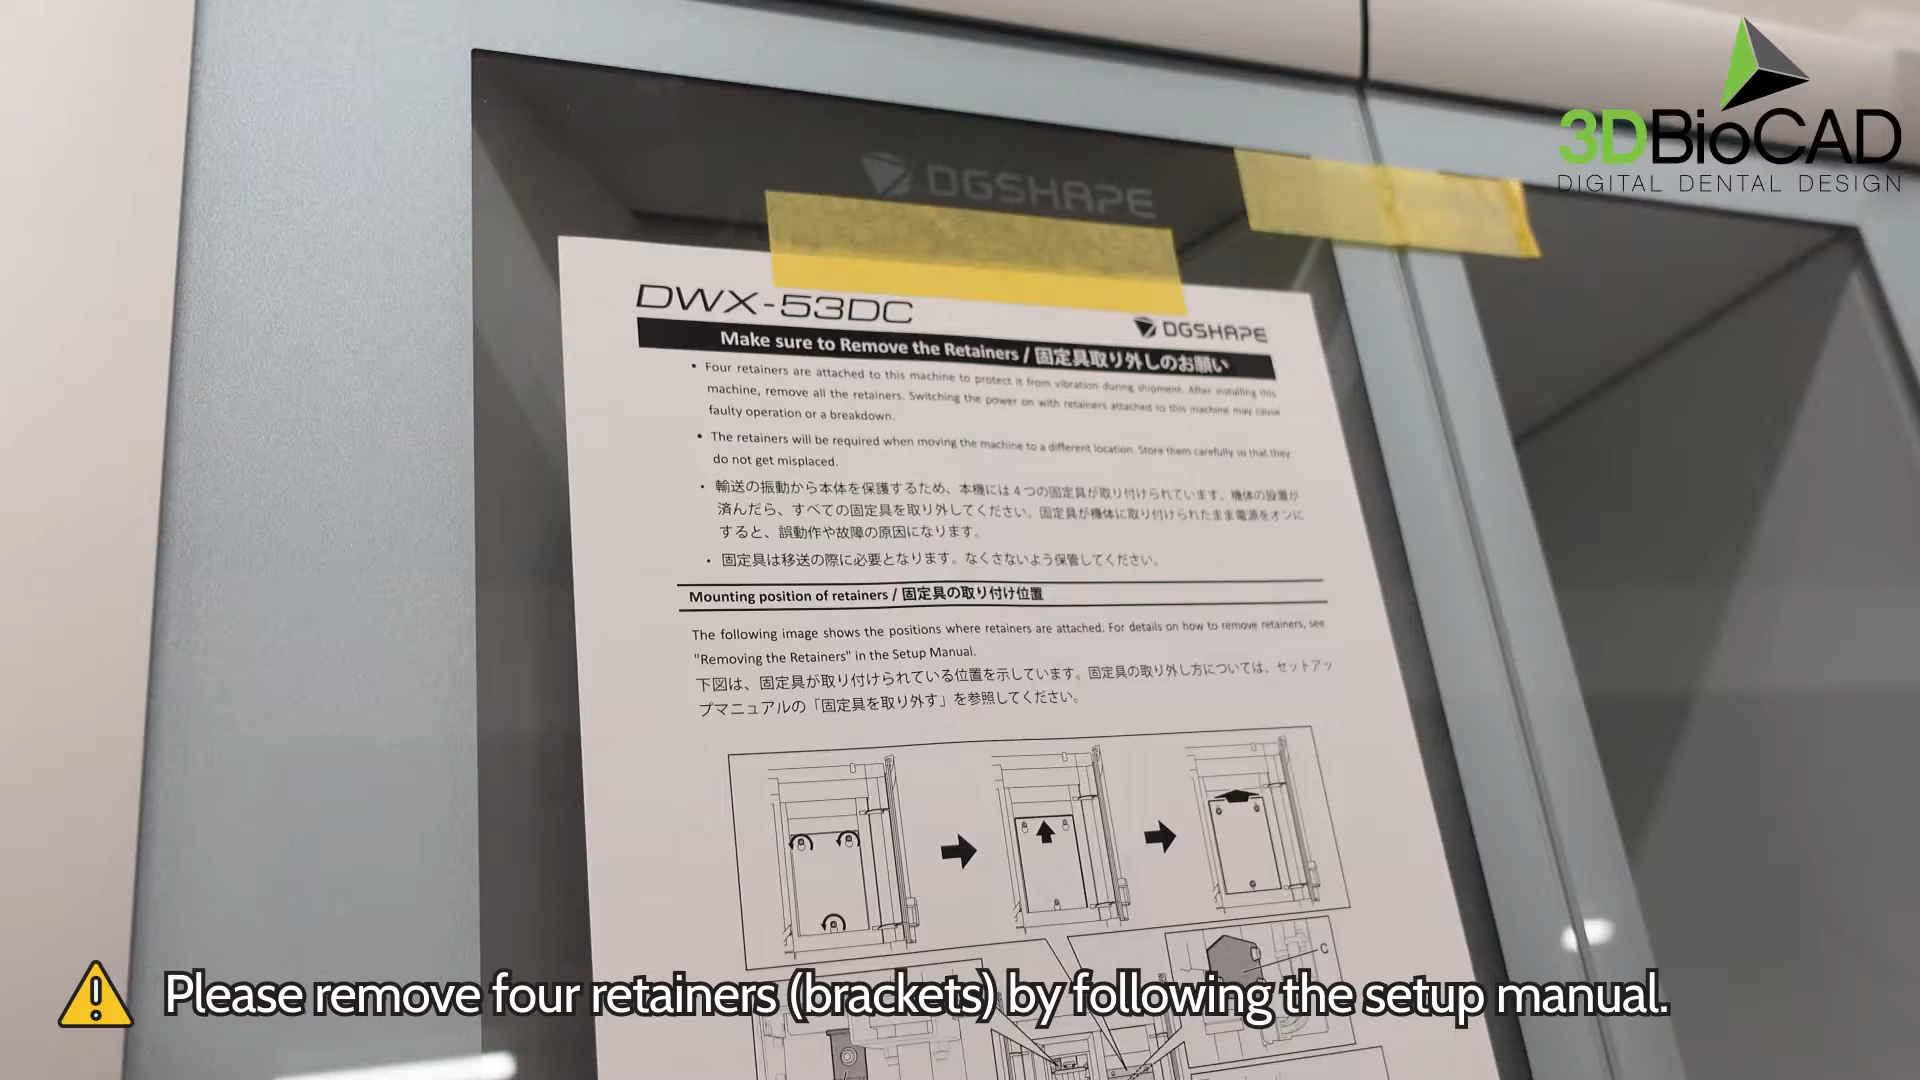 3DBioCAD
DIGITAL DENTAL DESIGN
DGSHAPE
DWX-53DC
DGSHAPE
Make sure to Remove the Retainers / 固定具取り外しのお願い
• Four retainers are attached to this machine to protect it from vibration during shipment. After installing this
machine, remove all the retainers. Switching the power on with retainers attached to this machine may cause
faulty operation or a breakdown.
• The retainers will be required when moving the machine to a different location. Store them carefully so that they
do not get misplaced.
・ 輸送の振動から本体を保護するため、本機には4つの固定具が取り付けられています。機体の設置が
済んだら、すべての固定具を取り外してください。固定具が機体に取り付けられたまま電源をオンに
すると、誤動作や故障の原因になります。
・ 固定具は移送の際に必要となります。なくさないよう保管してください。
Mounting position of retainers / 固定具の取り付け位置
The following image shows the positions where retainers are attached. For details on how to remove retainers, see
"Removing the Retainers" in the Setup Manual.
下図は、固定具が取り付けられている位置を示しています。固定具の取り外し方については、セットアッ
プマニュアルの「固定具を取り外す」を参照してください。
C
Please remove four retainers (brackets) by following the setup manual.